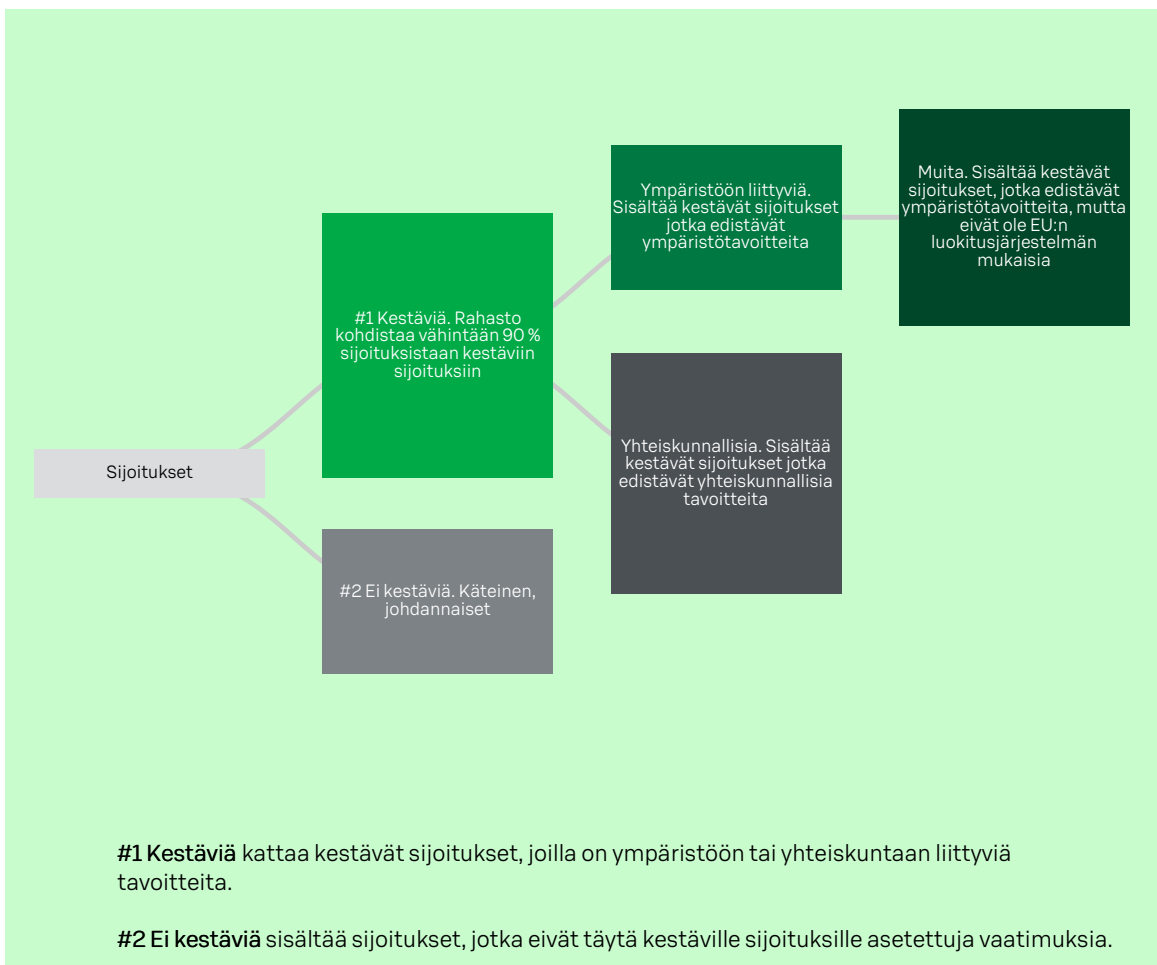 Sijoitukset
#1 Kestäviä. Rahasto
kohdistaa vähintään 90 %
sijoituksistaan kestäviin
sijoituksiin
#2 Ei kestäviä. Käteinen,
johdannaiset
Ympäristöön liittyviä.
Sisältää kestävät sijoitukset
jotka edistävät
ympäristötavoitteita
Yhteiskunnallisia. Sisältää
kestävät sijoitukset jotka
edistävät yhteiskunnallisia
tavoitteita
Muita. Sisältää kestävät
sijoitukset, jotka edistävät
ympäristötavoitteita, mutta
eivät ole EU:n
luokitusjärjestelmän
mukaisia
#1 Kestäviä kattaa kestävät sijoitukset, joilla on ympäristöön tai yhteiskuntaan liittyviä
tavoitteita.
#2 Ei kestäviä sisältää sijoitukset, jotka eivät täytä kestäville sijoituksille asetettuja vaatimuksia.